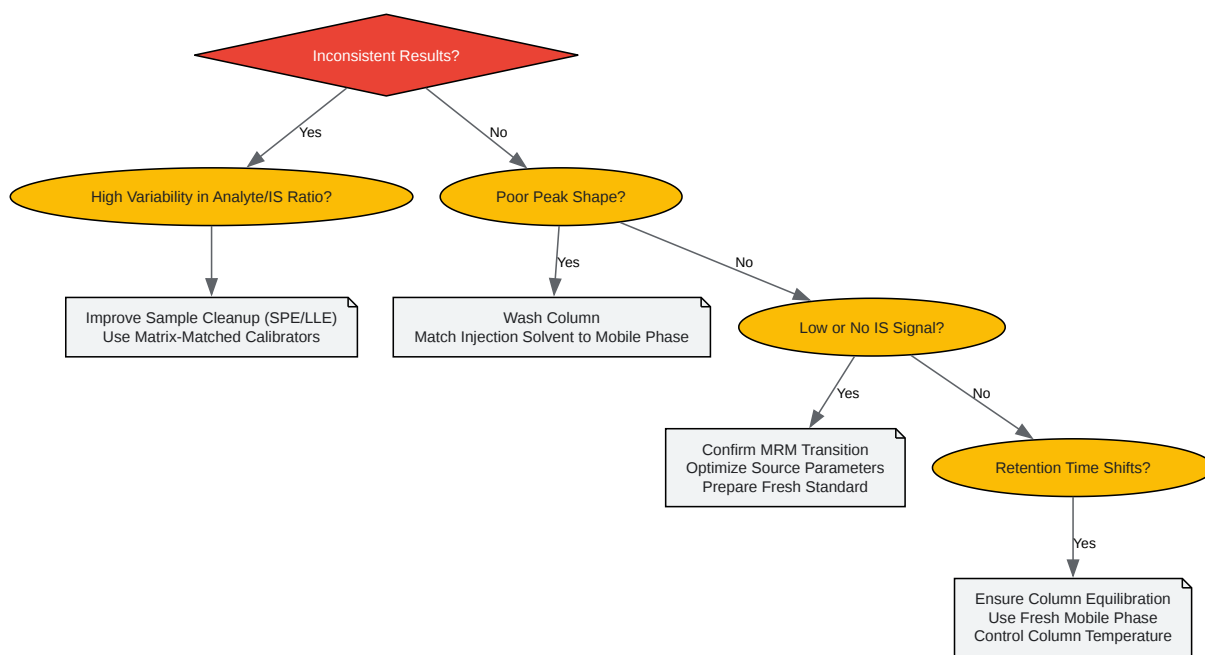 Inconsistent Results?
Yes
No
High Variability in Analyte/IS Ratio?
Poor Peak Shape?
Yes
No
Improve Sample Cleanup (SPE/LLE)
Use Matrix-Matched Calibrators
Wash Column
Match Injection Solvent to Mobile Phase
Low or No IS Signal?
Yes
No
Confirm MRM Transition
Optimize Source Parameters
Prepare Fresh Standard
Retention Time Shifts?
Yes
Ensure Column Equilibration
Use Fresh Mobile Phase
Control Column Temperature